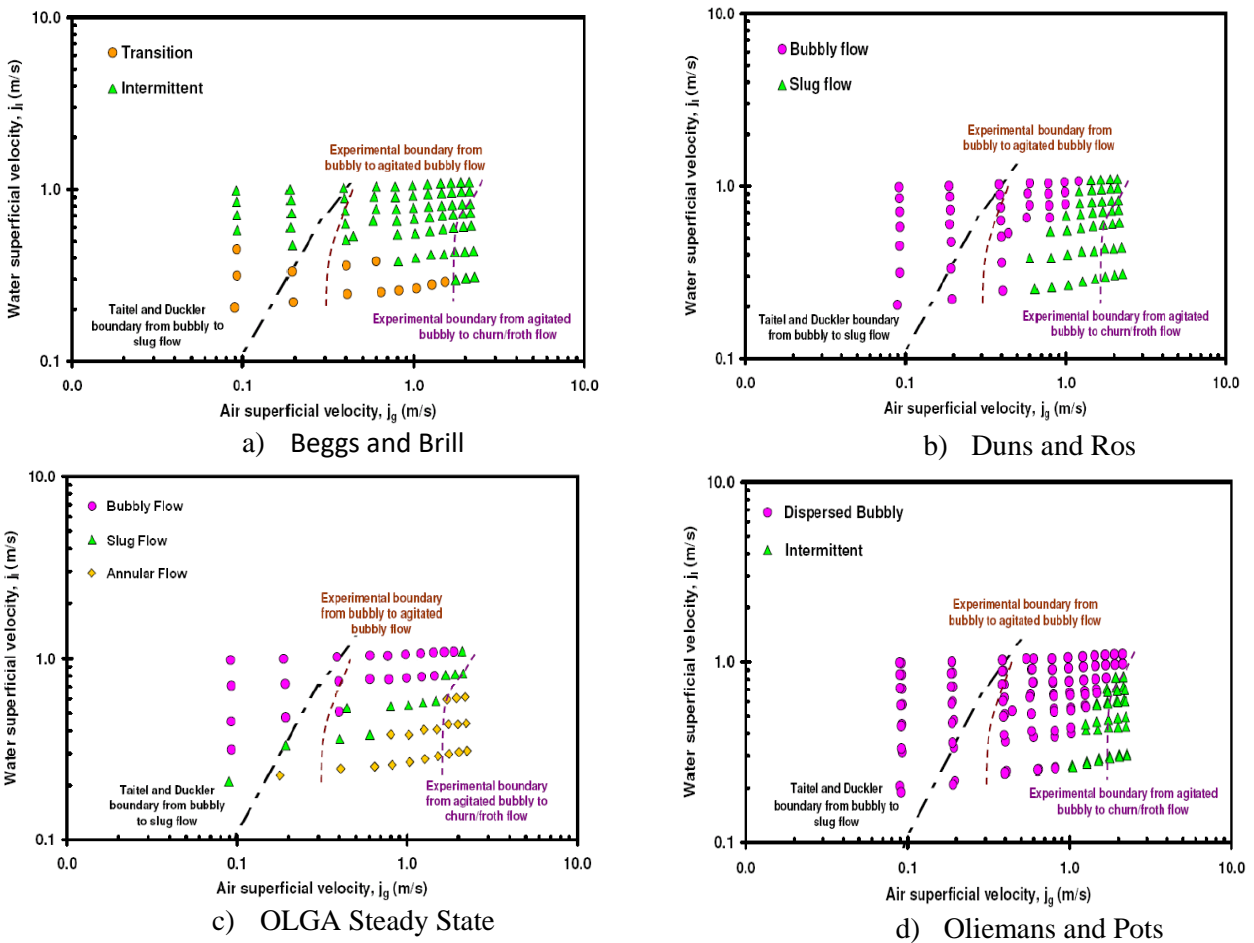 10.0
Transition
Intermittent
Experimental boundary from
bubbly to agitated bubbly flow
1.0
Water superficial velocity, jl (m/s)
Taitel and Duckler
boundary from bubbly to
slug flow
Experimental boundary from agitated
bubbly to churn/froth flow
0.1
0.0 0.1 1.0 10.0
Air superficial velocity, jg (m/s)
a) Beggs and Brill
10.0
Bubbly flow
Slug flow
Experimental boundary from
bubbly to agitated bubbly flow
1.0
Water superficial velocity, jl (m/s)
Taitel and Duckler boundary
from bubbly to slug flow
Experimental boundary from agitated
bubbly to churn/froth flow
0.1
0.0 0.1 1.0 10.0
Air superficial velocity, jg (m/s)
b) Duns and Ros
10.0
Bubbly Flow
Slug Flow
Annular Flow
Experimental boundary
from bubbly to agitated
bubbly flow
1.0
Water superficial velocity, jl (m/s)
Taitel and Duckler
boundary from bubbly
to slug flow
Experimental boundary
from agitated bubbly to
churn/froth flow
0.1
0.0 0.1 1.0 10.0
Air superficial velocity, jg (m/s)
c) OLGA Steady State
10.0
Dispersed Bubbly
Intermittent
Experimental boundary from
bubbly to agitated bubbly flow
1.0
Water superficial velocity, jl (m/s)
Taitel and Duckler
boundary from bubbly to
slug flow
Experimental boundary from agitated
bubbly to churn/froth flow
0.1
0.0 0.1 1.0 10.0
Air superficial velocity, jg (m/s)
d) Oliemans and Pots